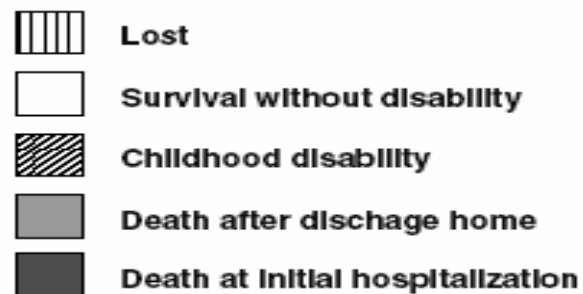 Lost
Survival without disability
Childhood disability
Death after dischage home
Death at initial hospitalization